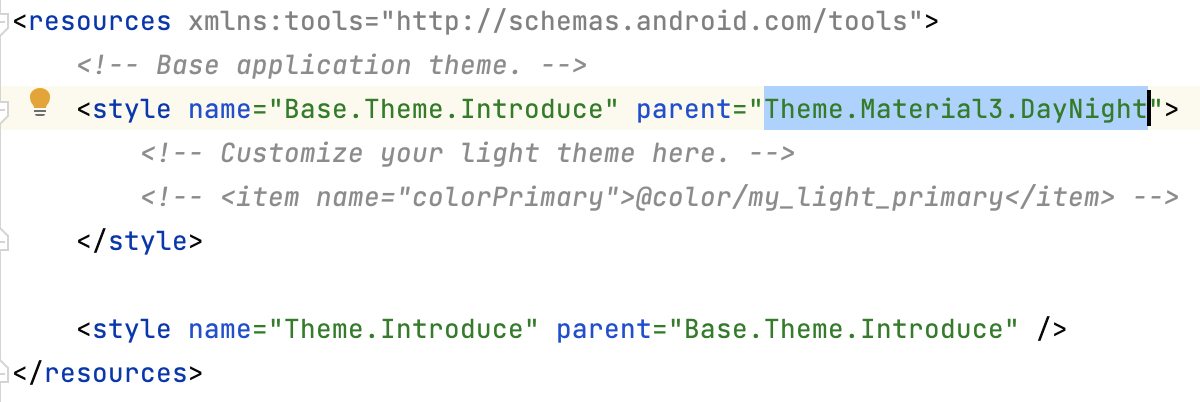 <resources xmlns:tools="http://schemas.android.com/tools">
<!-- Base application theme. -->
<style name="Base.Theme.Introduce" parent="Theme.Material3.DayNight">
<!-- Customize your light theme here. -->
<!-- <item name="colorPrimary">@color/my_light_primary</item> -->
</style>
<style name="Theme.Introduce" parent="Base.Theme.Introduce" />
</resources>